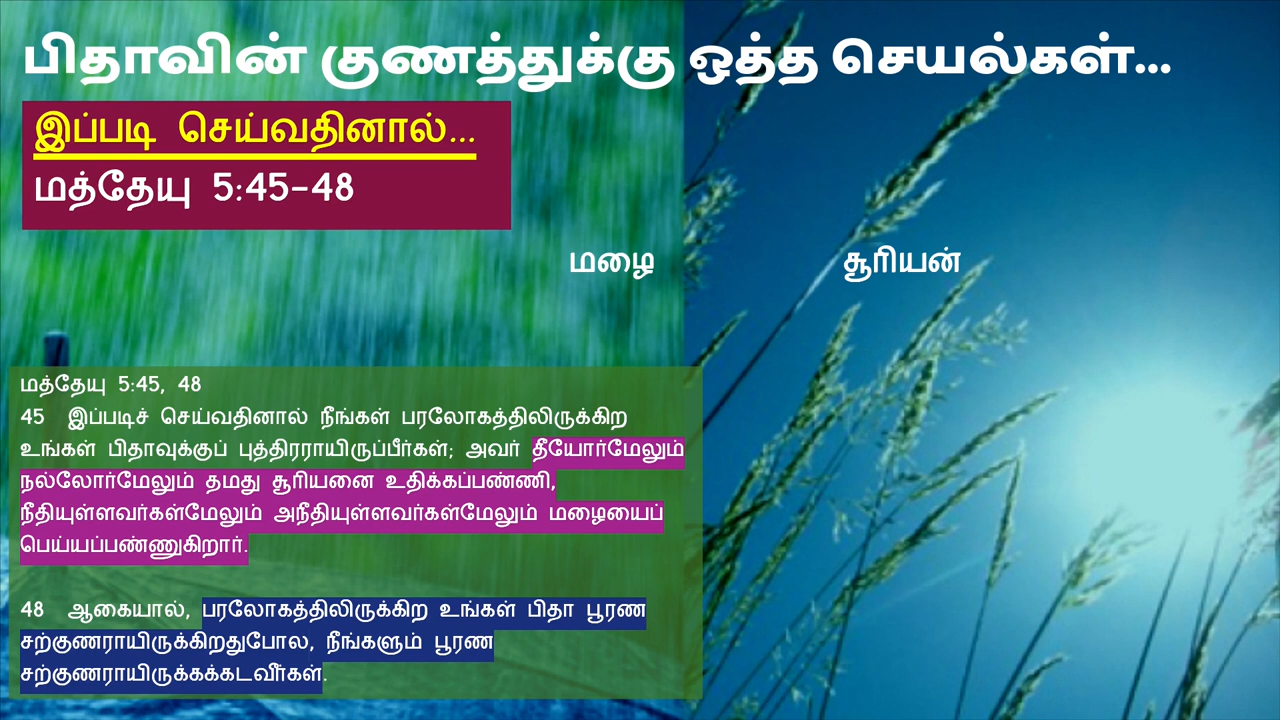 பிதாவின் குணத்துக்கு ஒத்த செயல்கள்...
இப்படி செய்வதினால்...
மத்தேயு 5:45-48
மழை
சூரியன்
மத்தேயு 5:45, 48
45 இப்படிச் செய்வதினால் நீங்கள் பரலோகத்திலிருக்கிற
உங்கள் பிதாவுக்குப் புத்திரராயிருப்பீர்கள்; அவர் தீயோர்மேலும்
நல்லோர்மேலும் தமது சூரியனை உதிக்கப்பண்ணி,
நீதியுள்ளவர்கள்மேலும் அநீதியுள்ளவர்கள்மேலும் மழையைப்
பெய்யப்பண்ணுகிறார்.
48 ஆகையால், பரலோகத்திலிருக்கிற உங்கள் பிதா பூரண
சற்குணராயிருக்கிறதுபோல, நீங்களும் பூரண
சற்குணராயிருக்கக்கடவீர்கள்.